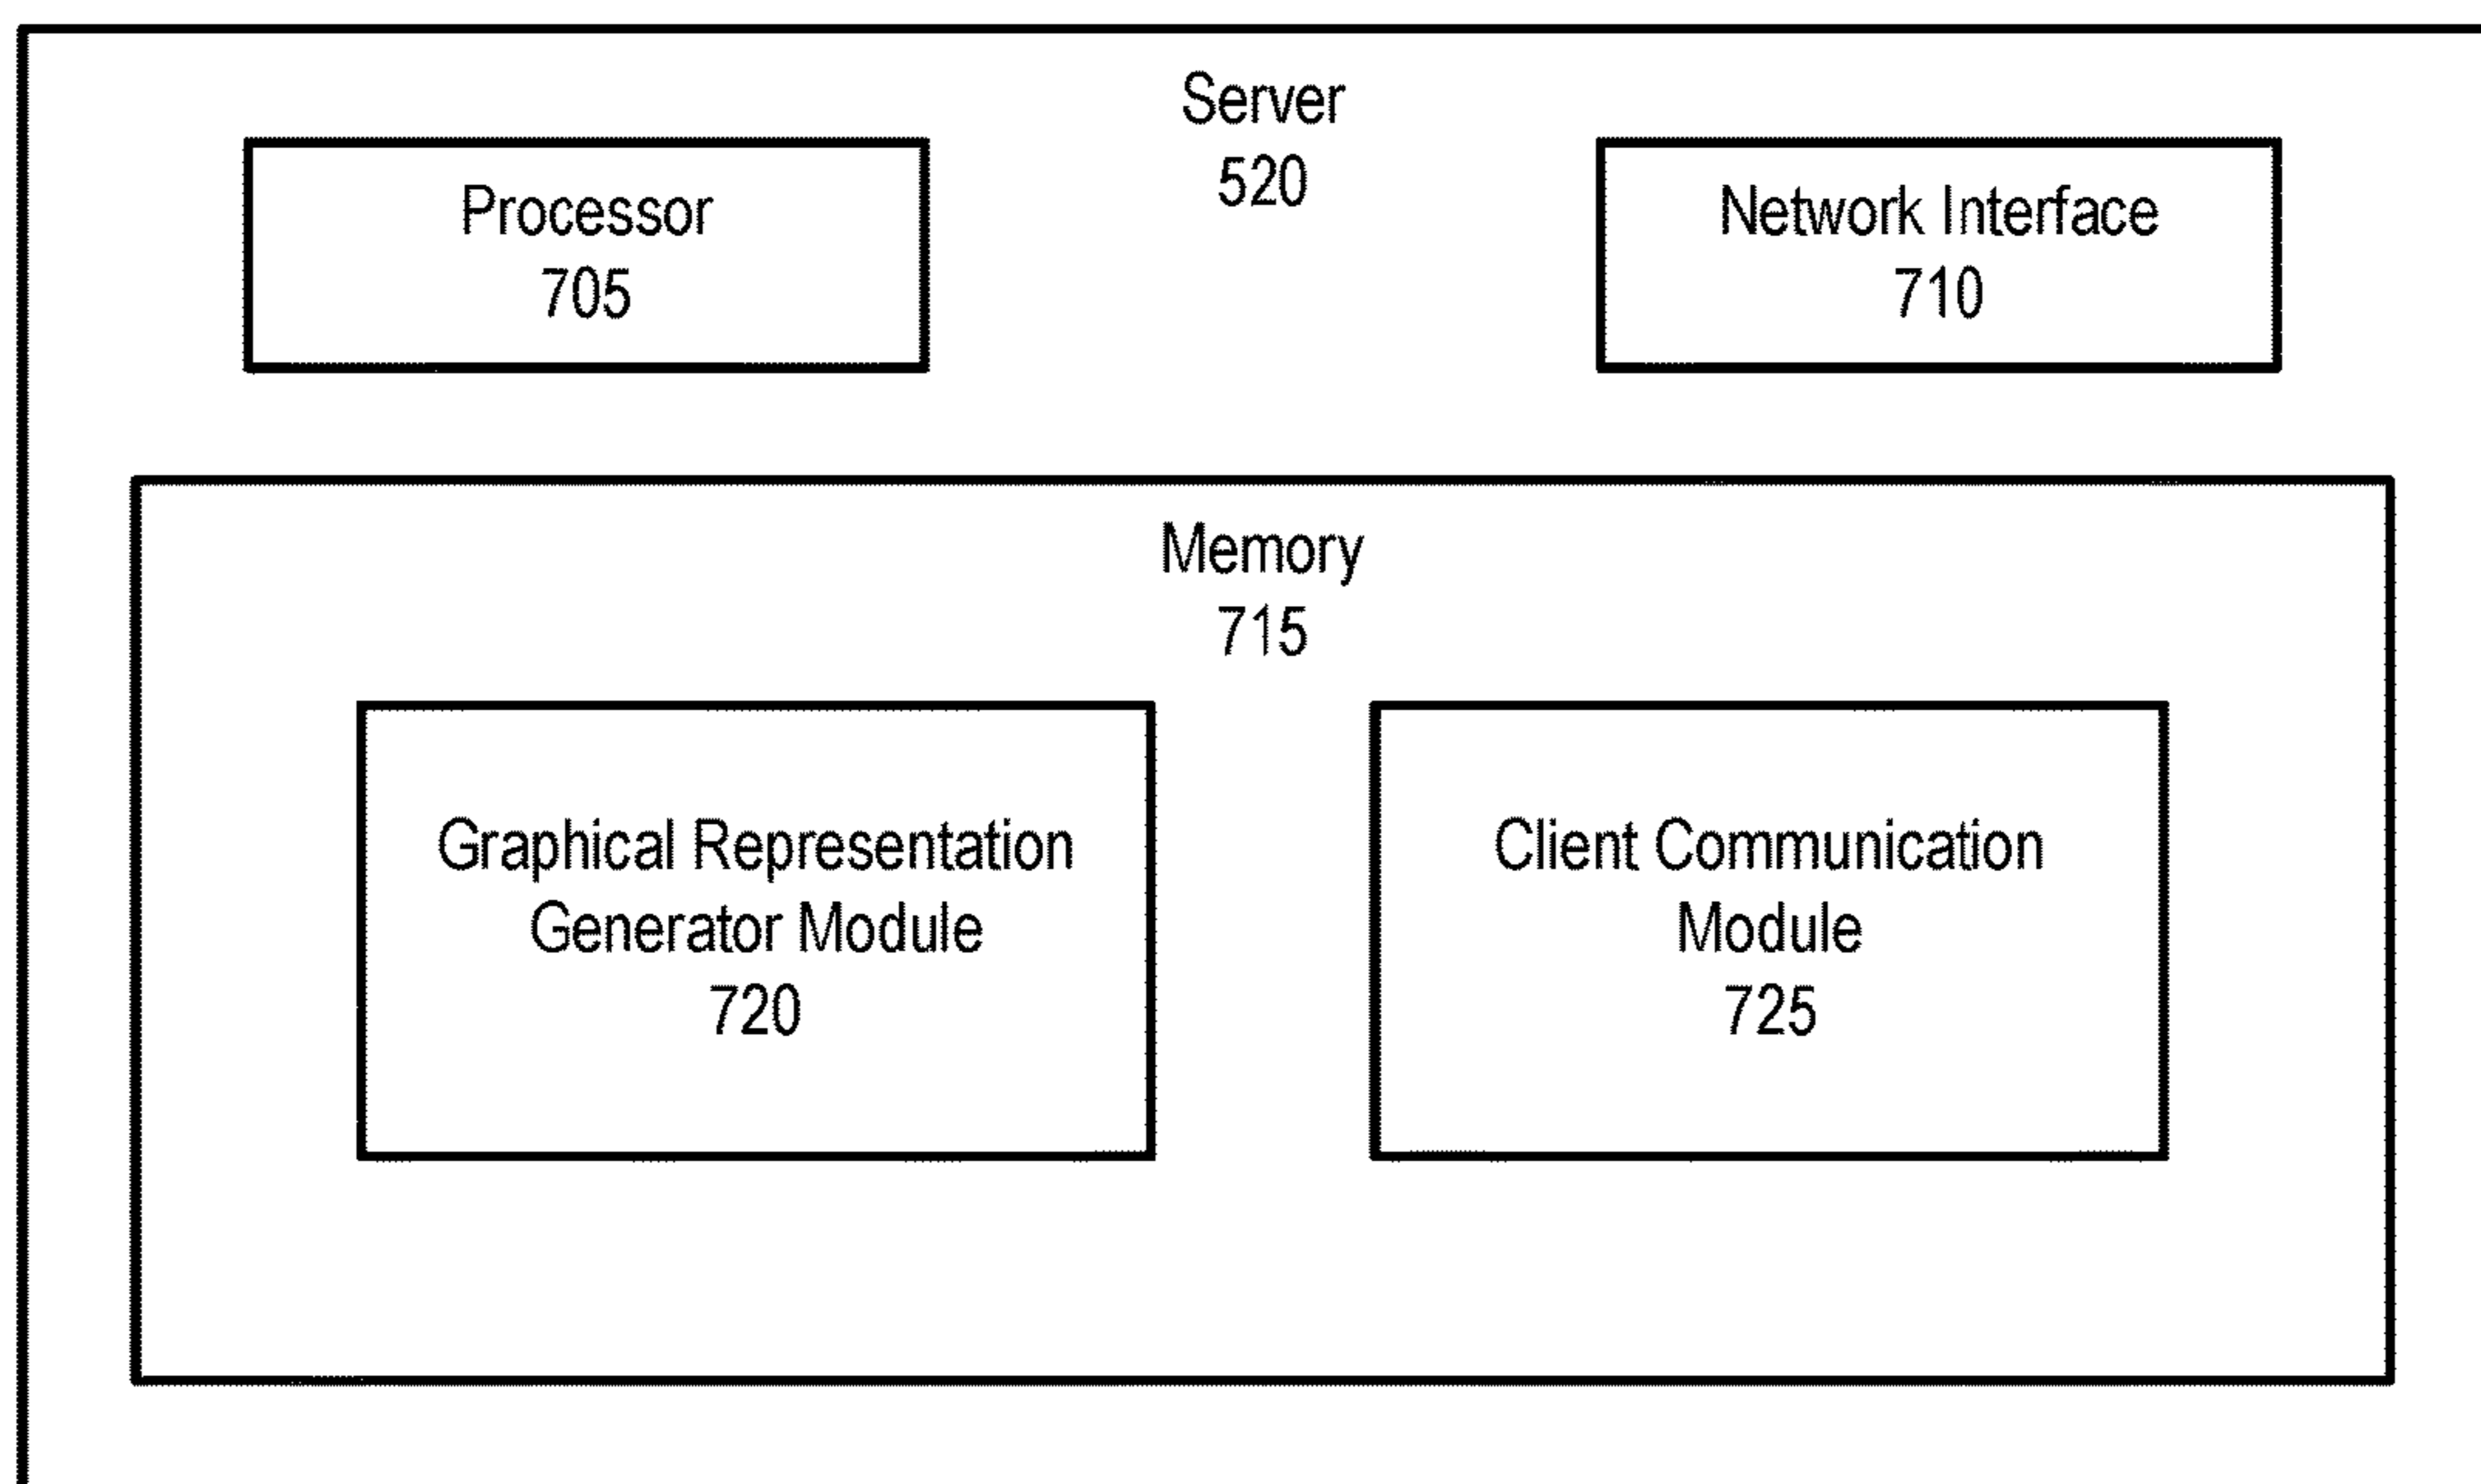 Server
520
Processor
705
Network Interface
710
Memory
715
Graphical Representation
Generator Module
720
Client Communication
Module
725